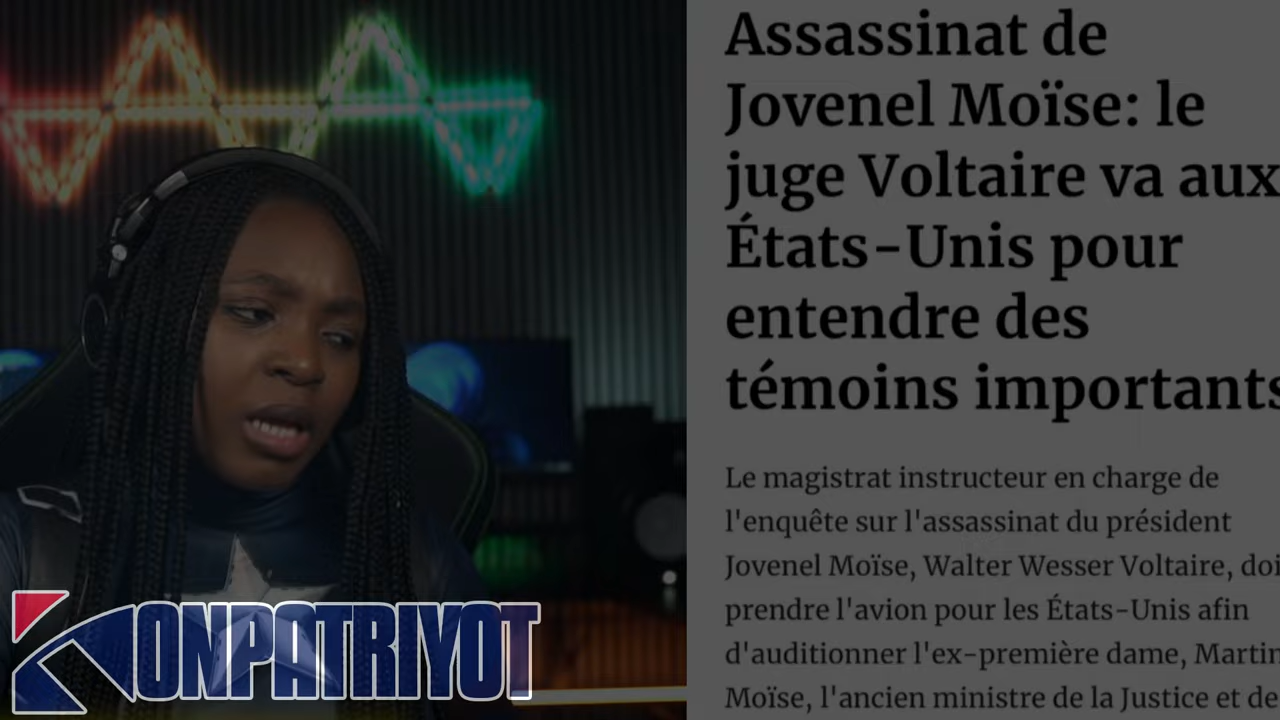 KONPATRIYOT
Assassinat de
Jovenel Moïse: le
juge Voltaire va aux
États-Unis pour
entendre des
témoins importants
Le magistrat instructeur en charge de
l'enquête sur l'assassinat du président
Jovenel Moïse, Walter Wesser Voltaire, doi
prendre l'avion pour les États-Unis afin
d'auditionner l'ex-première dame, Martin
Moïse, l'ancien ministre de la Justice et de